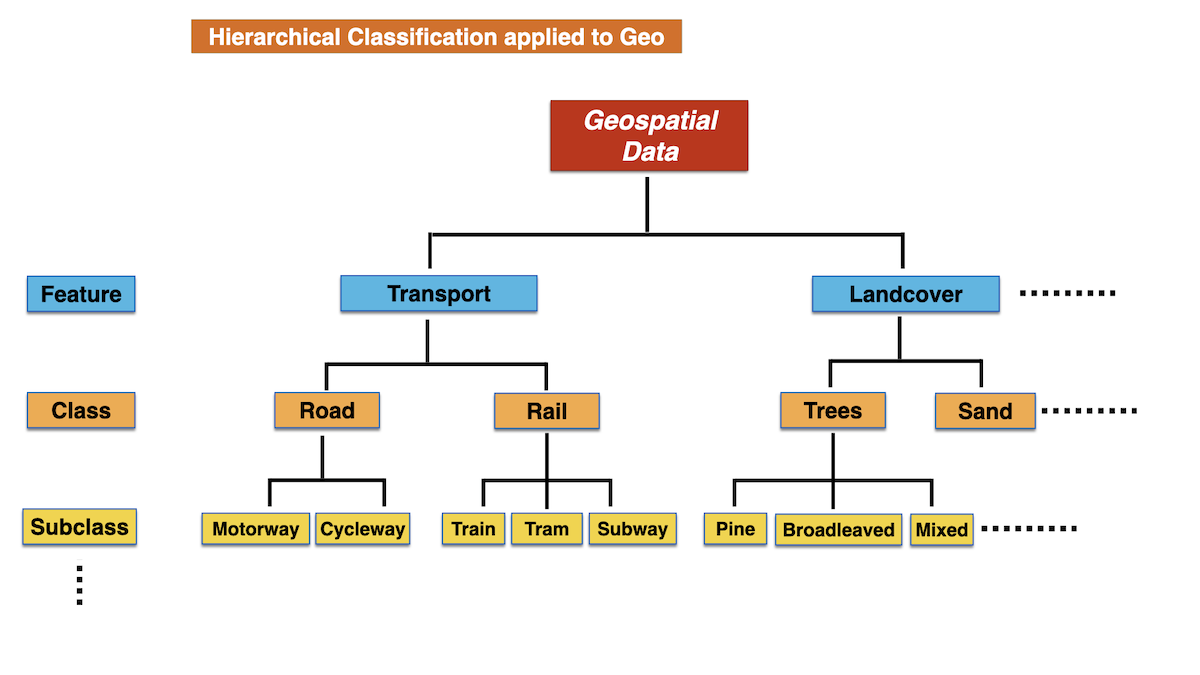 Hierarchical Classification applied to Geo
Geospatial
Data
Feature
Transport
Landcover
Class
Road
Rail
Trees
Sand
Subclass
Motorway
Cycleway
Train
Tram
Subway
Pine
Broadleaved
Mixed